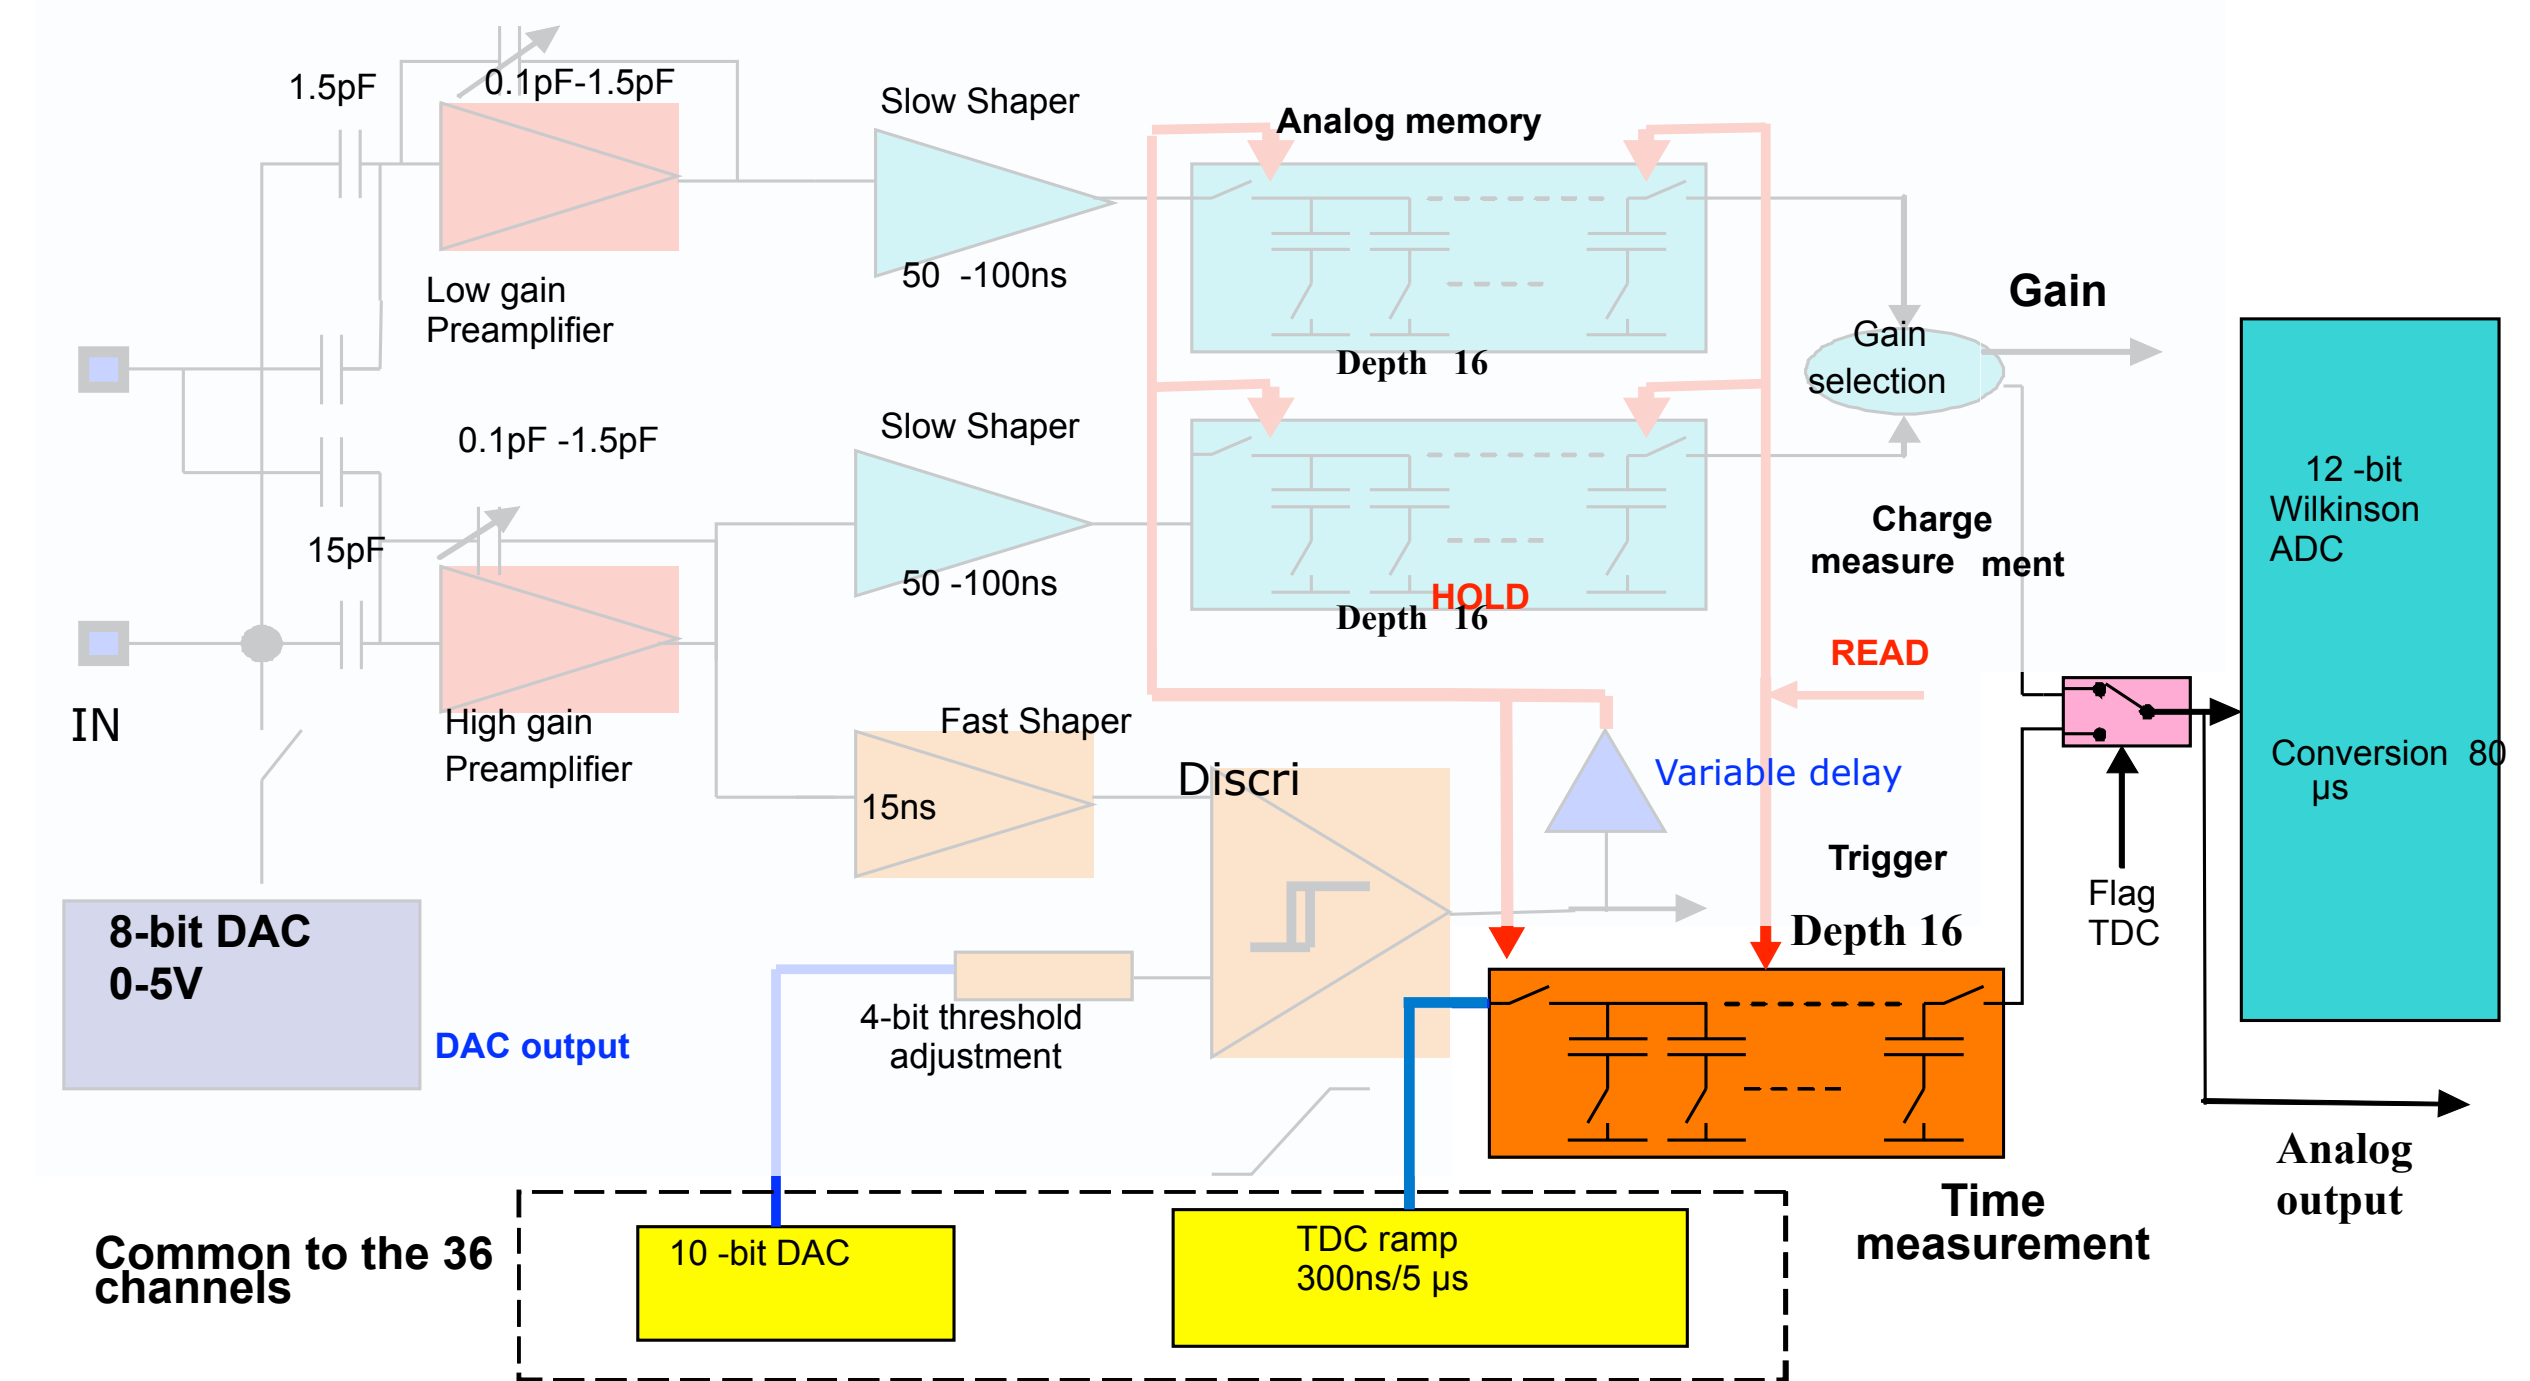 1.5pF
0.1pF-1.5pF
Slow Shaper
Analog memory
50 -100ns
Low gain
Preamplifier
Depth 16
Gain
Gain
selection
0.1pF -1.5pF
Slow Shaper
12 -bit
Wilkinson
ADC
Charge
measure ment
15pF
50 -100ns
HOLD
Depth 16
READ
IN
High gain
Preamplifier
Fast Shaper
15ns
Discri
Variable delay
Conversion 80
µs
Trigger
Flag
TDC
8-bit DAC
0-5V
Depth 16
DAC output
4-bit threshold
adjustment
Analog
output
Time
measurement
Common to the 36
channels
10 -bit DAC
TDC ramp
300ns/5 µs